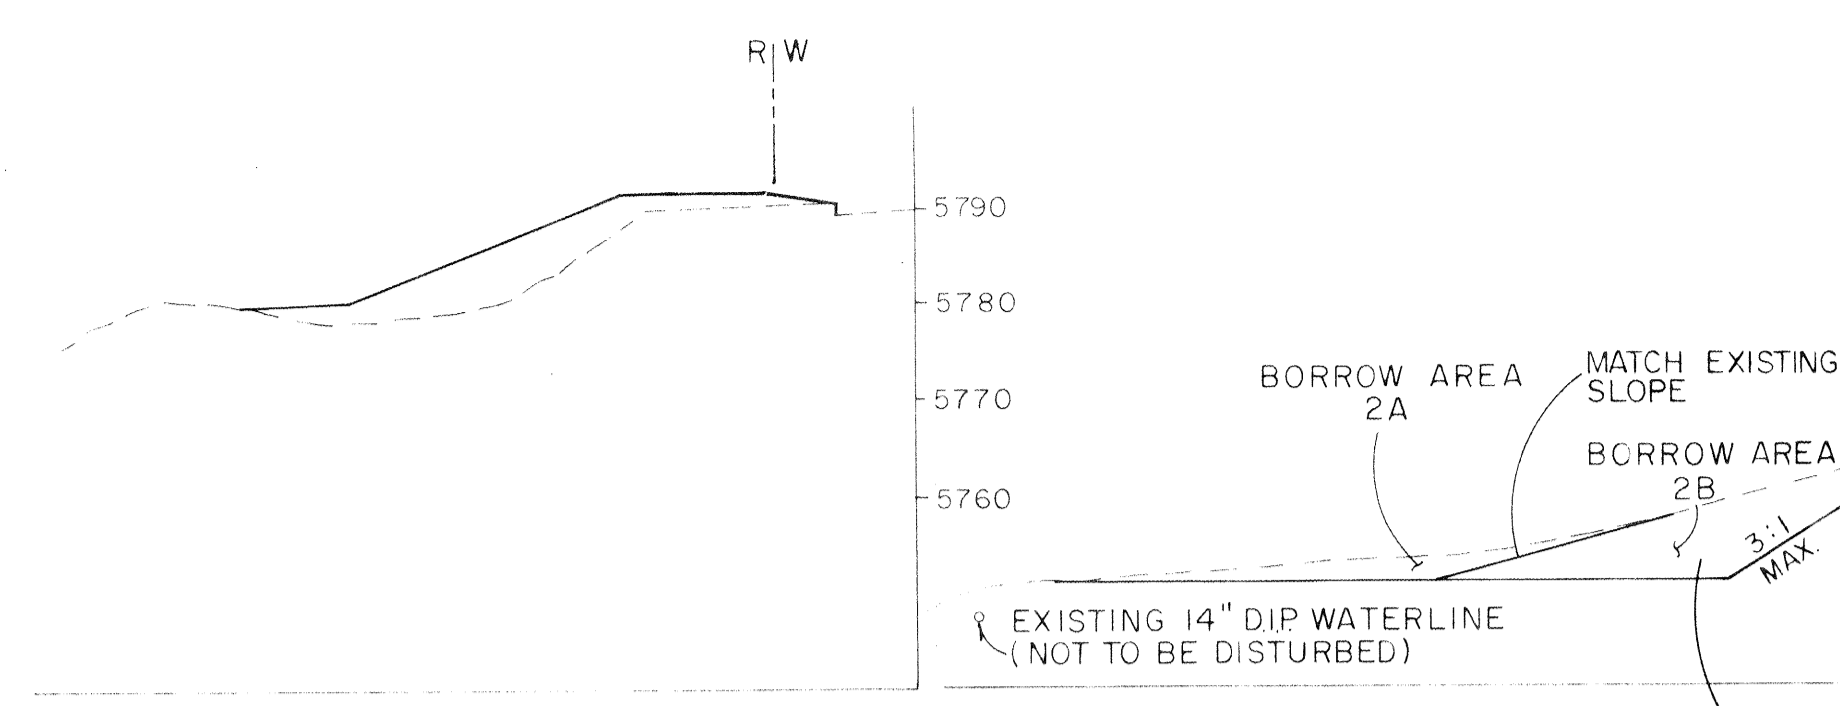 R W
5790
5780
5770
5760
BORROW AREA
2A
MATCH EXISTING
SLOPE
BORROW AREA
2B
3:1
MAX.
EXISTING 14" D.I.P. WATERLINE
(NOT TO BE DISTURBED)